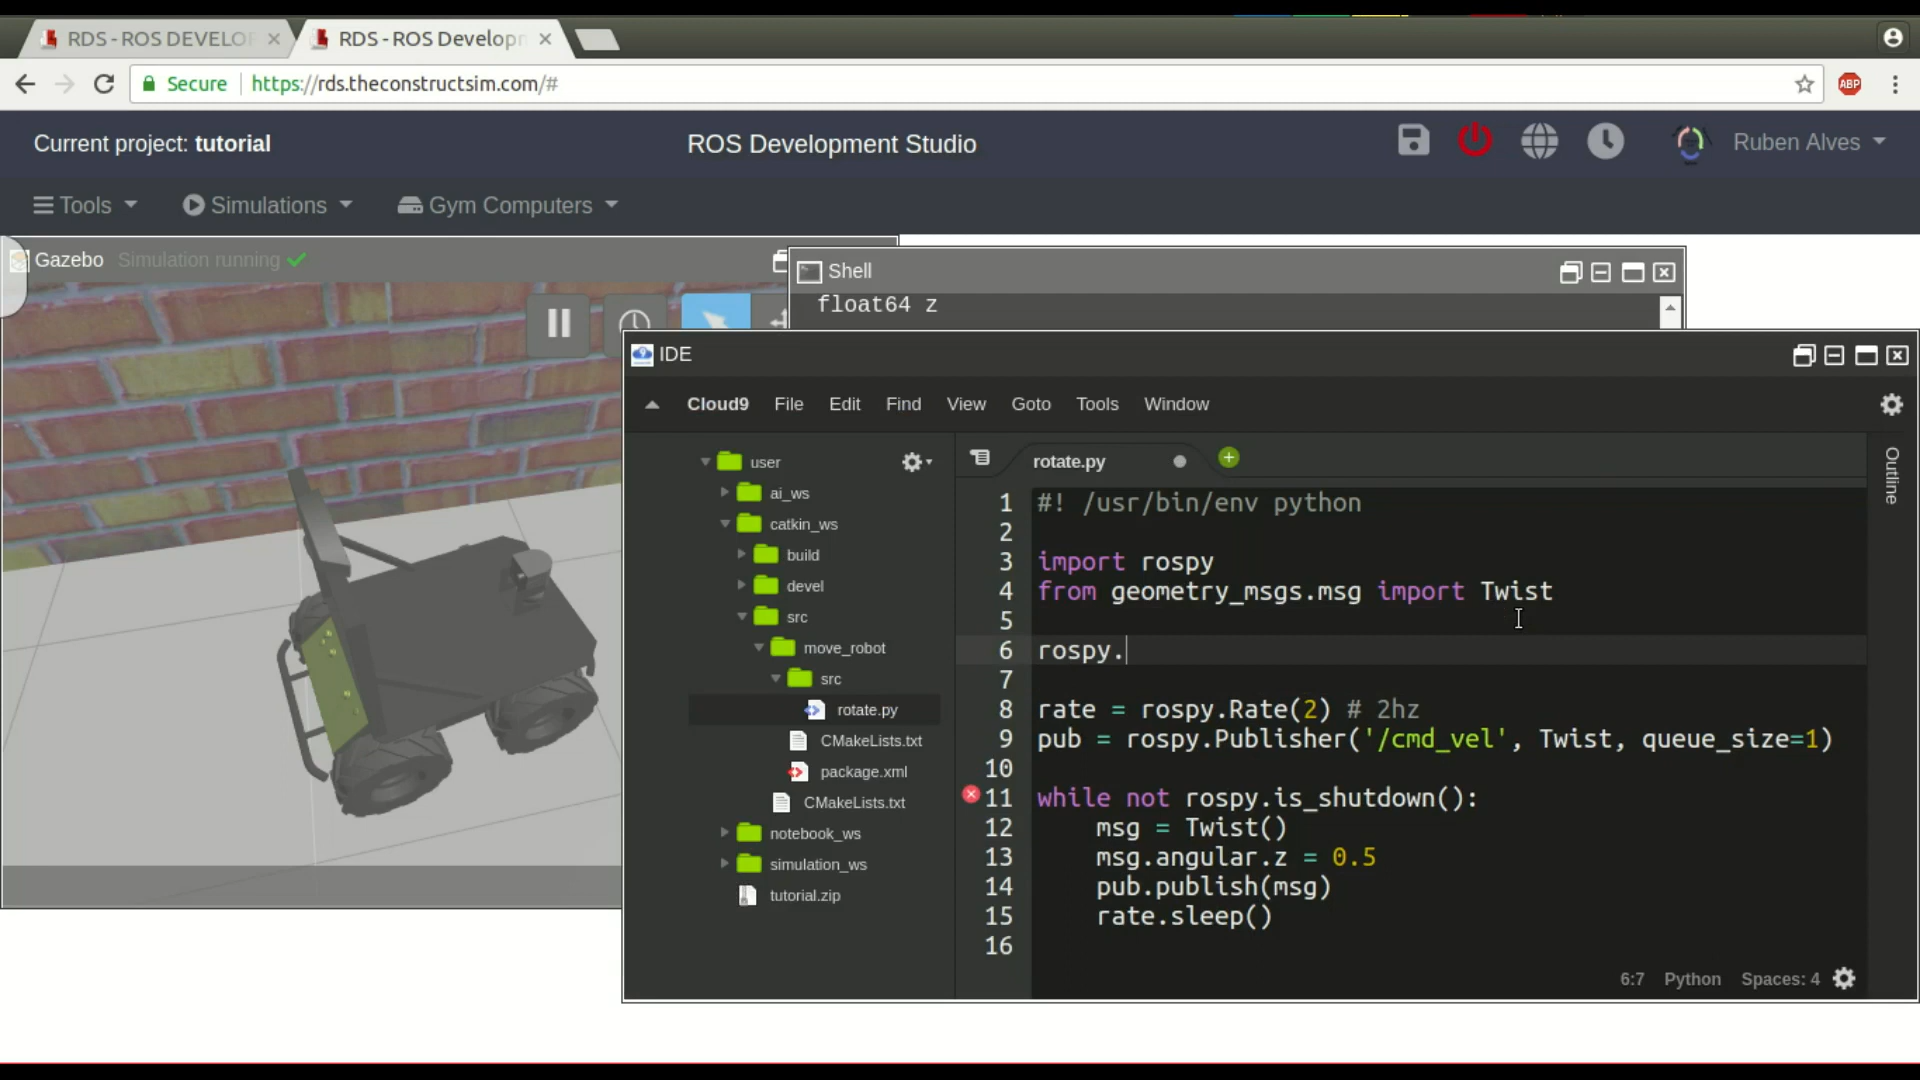 RDS - ROS DEVELOP
RDS - ROS Developm
Secure
https://rds.theconstructsim.com/#
ABP
Current project: tutorial
ROS Development Studio
Ruben Alves
Tools
Simulations
Gym Computers
Gazebo Simulation running
Shell
float64 z
IDE
Cloud9 File Edit Find View Goto Tools Window
user
ai_ws
catkin_ws
build
devel
src
move_robot
src
rotate.py
CMakeLists.txt
package.xml
CMakeLists.txt
notebook_ws
simulation_ws
tutorial.zip
rotate.py
Outline
1 #! /usr/bin/env python
2
3 import rospy
4 from geometry_msgs.msg import Twist
5
6 rospy.
7
8 rate = rospy.Rate(2) # 2hz
9 pub = rospy.Publisher('/cmd_vel', Twist, queue_size=1)
10
11 while not rospy.is_shutdown():
12 msg = Twist()
13 msg.angular.z = 0.5
14 pub.publish(msg)
15 rate.sleep()
16
6:7 Python Spaces: 4